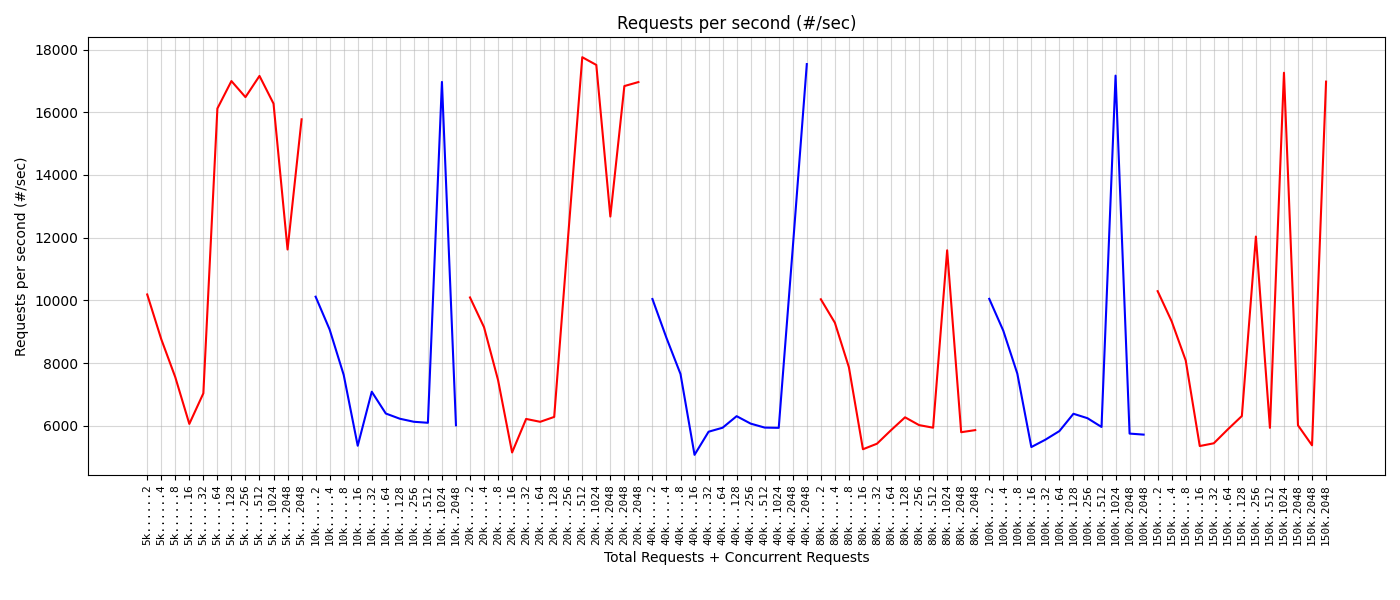 Requests per second (#/sec)
Requests per second (#/sec)
18000
16000
14000
12000
10000
8000
6000
5k......2
5k......4
5k......8
5k.....16
5k.....32
5k.....64
5k....128
5k....256
5k....512
5k...1024
5k...2048
5k...2048
10k.....2
10k.....4
10k.....8
10k....16
10k....32
10k....64
10k...128
10k...256
10k...512
10k..1024
10k..2048
20k.....2
20k.....4
20k.....8
20k....16
20k....32
20k....64
20k...128
20k...256
20k...512
20k..1024
20k..2048
20k..2048
20k..2048
40k.....2
40k.....4
40k.....8
40k....16
40k....32
40k....64
40k...128
40k...256
40k...512
40k..1024
40k..2048
40k..2048
80k.....2
80k.....4
80k.....8
80k....16
80k....32
80k....64
80k...128
80k...256
80k...512
80k..1024
80k..2048
80k..2048
100k....2
100k....4
100k....8
100k...16
100k...32
100k...64
100k..128
100k..256
100k..512
100k.1024
100k.2048
100k.2048
150k....2
150k....4
150k....8
150k...16
150k...32
150k...64
150k..128
150k..256
150k..512
150k.1024
150k.2048
150k.2048
150k.2048
Total Requests + Concurrent Requests